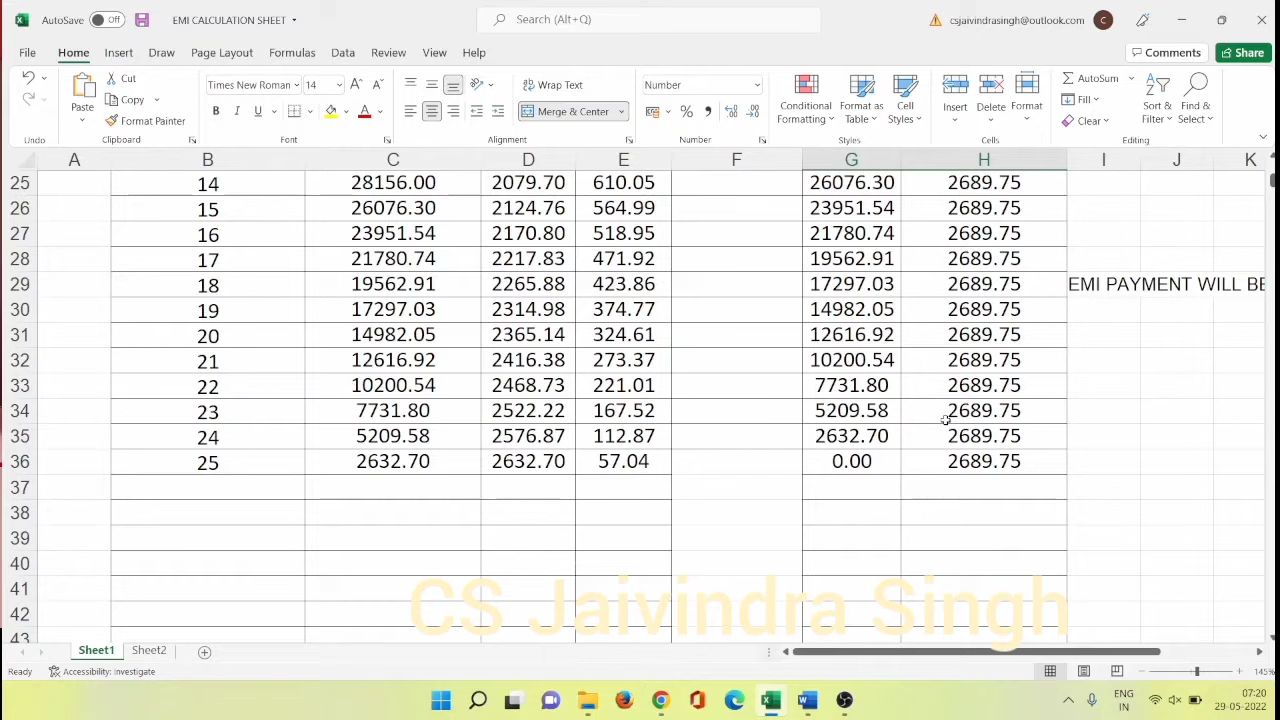 AutoSave Off EMI CALCULATION SHEET Search (Alt+Q) csjaivindrasingh@outlook.com C
File Home Insert Draw Page Layout Formulas Data Review View Help Comments Share
Paste Cut Times New Roman 14 A A Wrap Text Number Conditional Formatting Format as Table Cell Styles Insert Delete Format AutoSum Sort & Filter Find & Select
Copy Fill
Format Painter B I U A Merge & Center % Clear
Undo Clipboard Font Alignment Number Styles Cells Editing
A B C D E F G H I J K
25 14 28156.00 2079.70 610.05 26076.30 2689.75
26 15 26076.30 2124.76 564.99 23951.54 2689.75
27 16 23951.54 2170.80 518.95 21780.74 2689.75
28 17 21780.74 2217.83 471.92 19562.91 2689.75
29 18 19562.91 2265.88 423.86 17297.03 2689.75 EMI PAYMENT WILL BE
30 19 17297.03 2314.98 374.77 14982.05 2689.75
31 20 14982.05 2365.14 324.61 12616.92 2689.75
32 21 12616.92 2416.38 273.37 10200.54 2689.75
33 22 10200.54 2468.73 221.01 7731.80 2689.75
34 23 7731.80 2522.22 167.52 5209.58 2689.75
35 24 5209.58 2576.87 112.87 2632.70 2689.75
36 25 2632.70 2632.70 57.04 0.00 2689.75
37
38
39
40
41
42
43
CS Jaivindra Singh
Sheet1 Sheet2
Ready Accessibility: Investigate 145%
ENG IN 07:20
29-05-2022